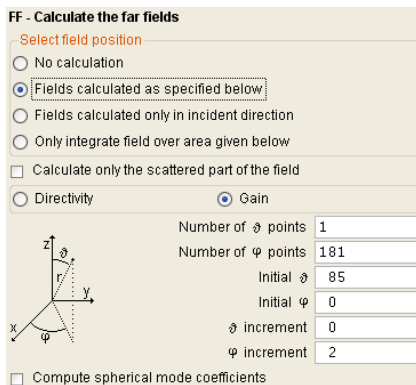 FF - Calculate the far fields
Select field position
No calculation
Fields calculated as specified below
Fields calculated only in incident direction
Only integrate field over area given below
Calculate only the scattered part of the field
Directivity Gain
Number of ϑ points 1
Number of φ points 181
Initial ϑ 85
Initial φ 0
ϑ increment 0
φ increment 2
z ϑ
r
y
x
φ
Compute spherical mode coefficients